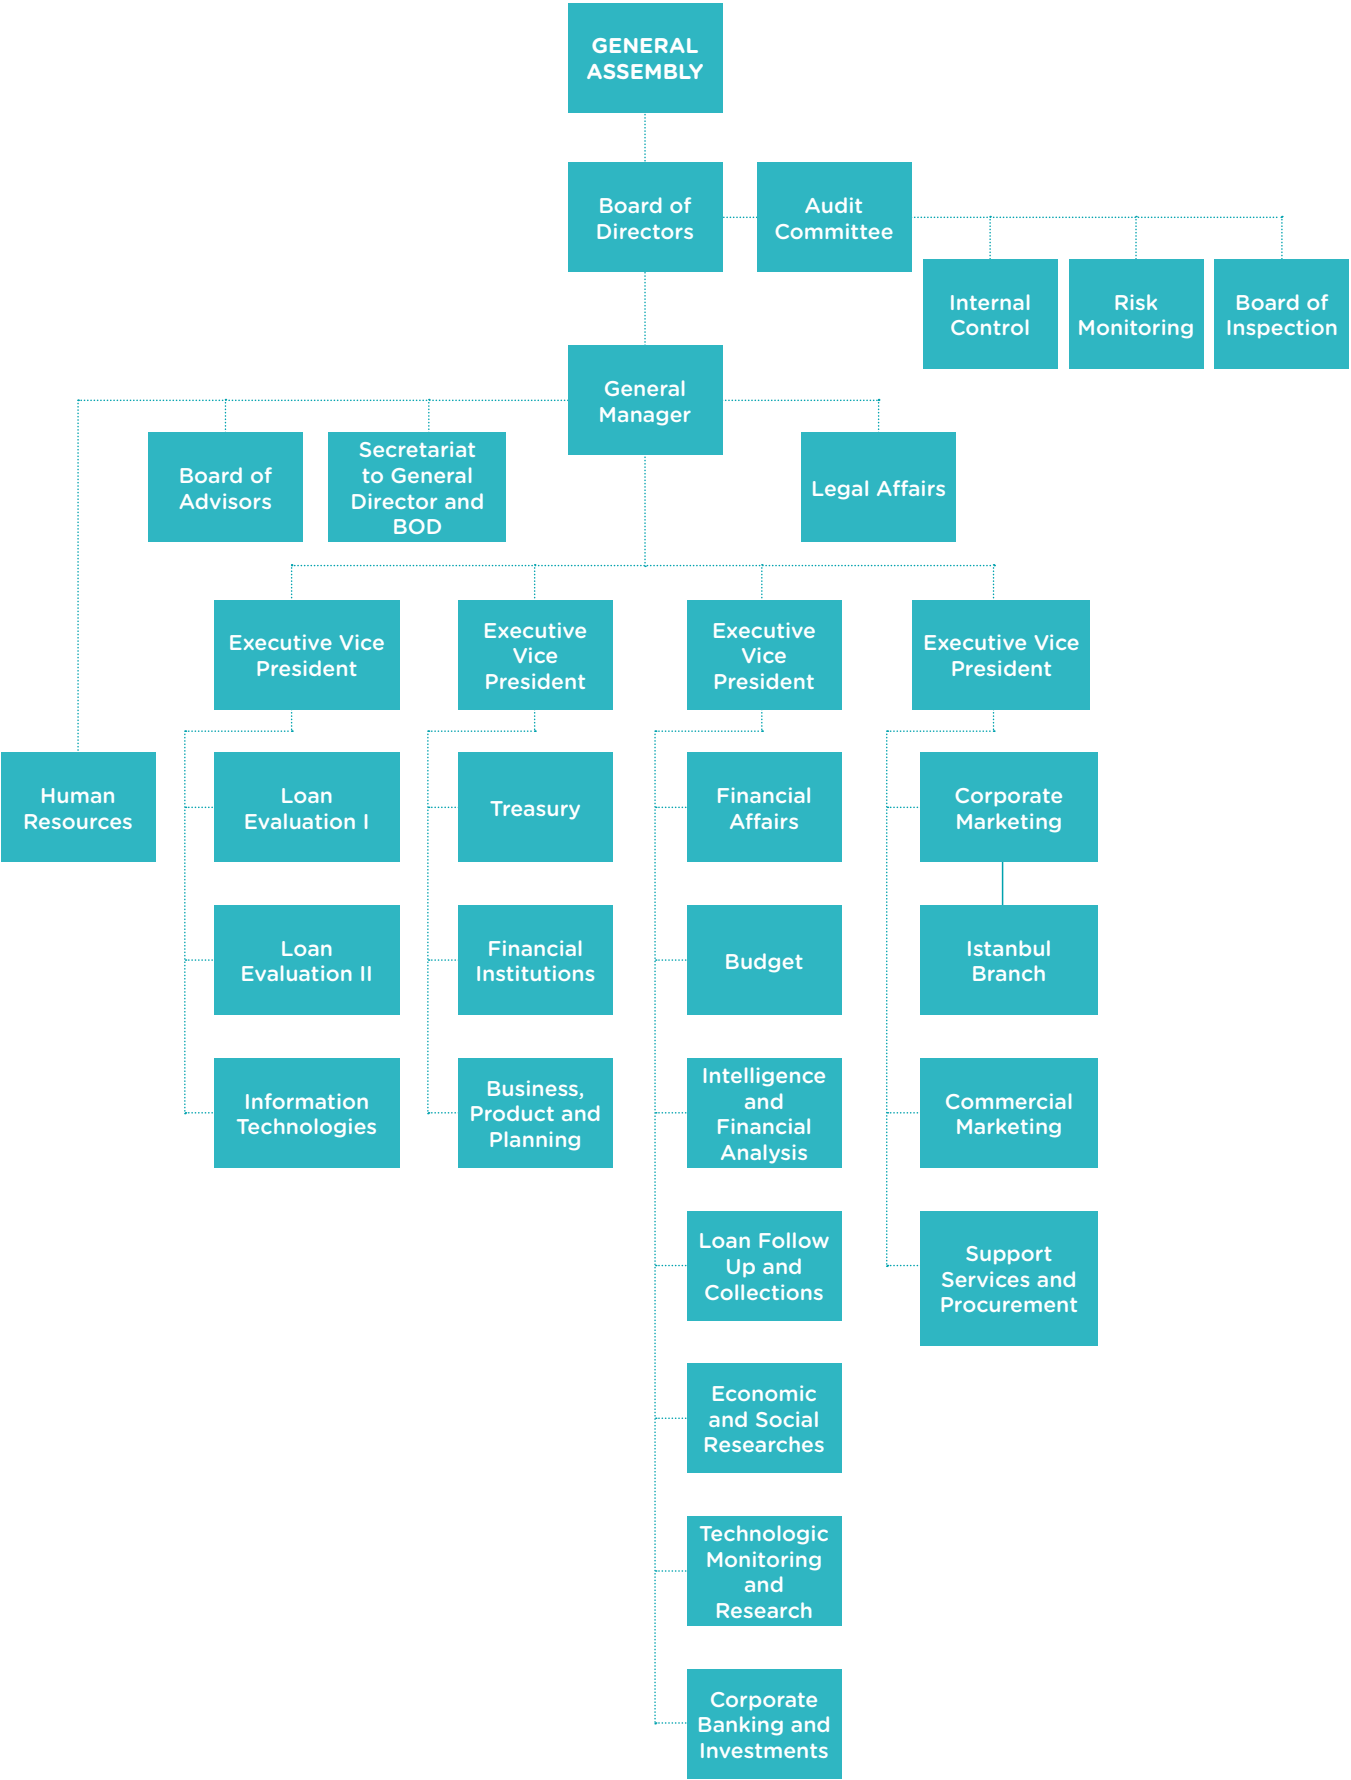 GENERAL
ASSEMBLY
Board of
Directors
Audit
Committee
Internal
Control
Risk
Monitoring
Board of
Inspection
General
Manager
Board of
Advisors
Secretariat
to General
Director and
BOD
Legal Affairs
Executive Vice
President
Executive
Vice
President
Executive
Vice
President
Executive Vice
President
Human
Resources
Loan
Evaluation I
Treasury
Financial
Affairs
Corporate
Marketing
Loan
Evaluation II
Financial
Institutions
Budget
Istanbul
Branch
Information
Technologies
Business,
Product and
Planning
Intelligence
and
Financial
Analysis
Commercial
Marketing
Loan Follow
Up and
Collections
Support
Services and
Procurement
Economic
and Social
Researches
Technologic
Monitoring
and
Research
Corporate
Banking and
Investments